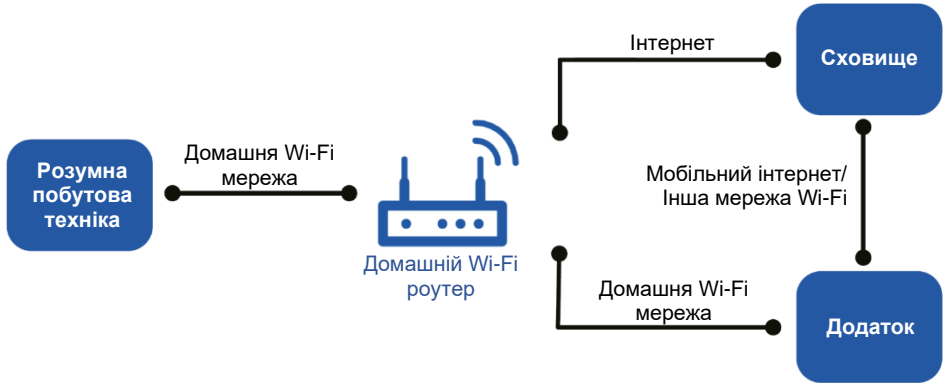 Інтернет
Сховище
Розумна
побутова
техніка
Домашня Wi-Fi
мережа
Мобільний інтернет/
Інша мережа Wi-Fi
Домашній Wi-Fi
роутер
Домашня Wi-Fi
мережа
Додаток